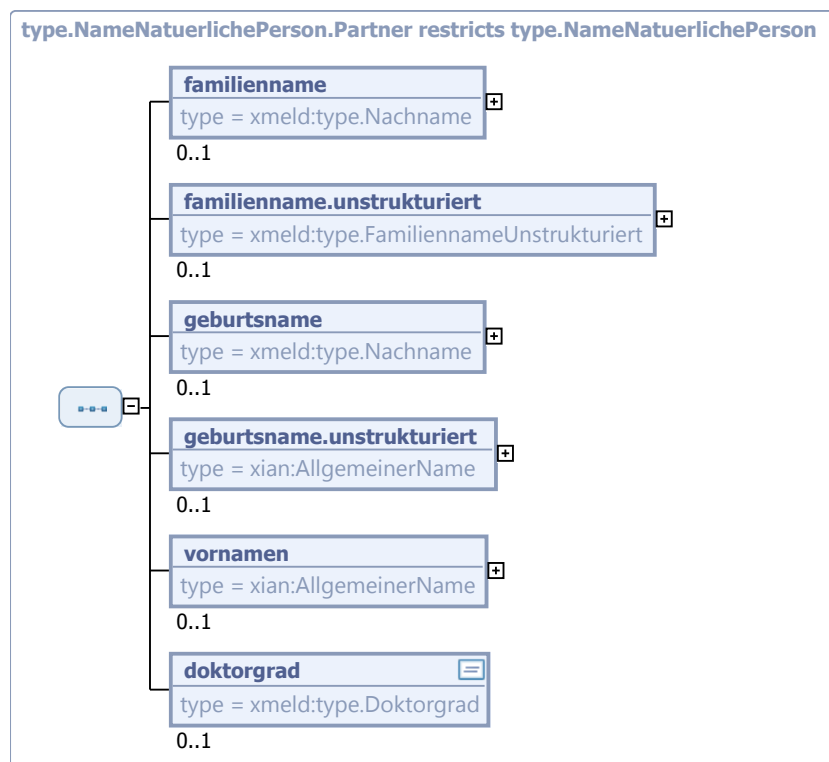 type.NameNatuerlichePerson.Partner restricts type.NameNatuerlichePerson
familienname
type = xmeld:type.Nachname
0..1
familienname.unstrukturiert
type = xmeld:type.FamiliennameUnstrukturiert
0..1
geburtsname
type = xmeld:type.Nachname
0..1
geburtsname.unstrukturiert
type = xian:AllgemeinerName
0..1
vornamen
type = xian:AllgemeinerName
0..1
doktorgrad
type = xmeld:type.Doktorgrad
0..1